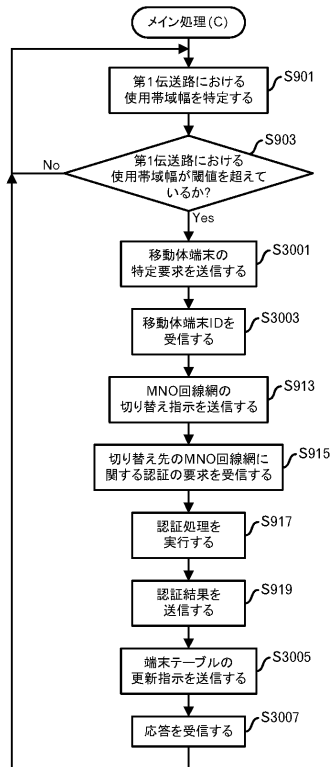 メイン処理(C)
第1伝送路における
使用帯域幅を特定する
S901
第1伝送路における
使用帯域幅が閾値を超えて
いるか?
S903
No
Yes
移動体端末の
特定要求を送信する
S3001
移動体端末IDを
受信する
S3003
MNO回線網の
切り替え指示を送信する
S913
切り替え先のMNO回線網に
関する認証の要求を受信する
S915
認証処理を
実行する
S917
認証結果を
送信する
S919
端末テーブルの
更新指示を送信する
S3005
応答を受信する
S3007